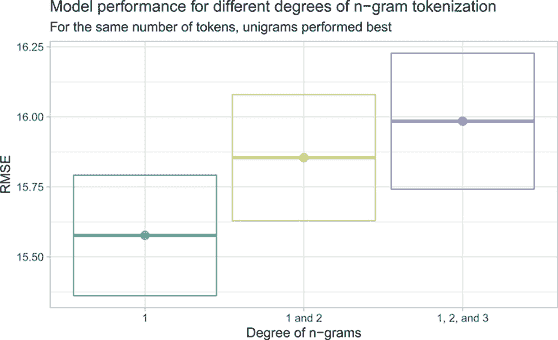 Model performance for different degrees of n-gram tokenization
For the same number of tokens, unigrams performed best
16.25
16.00
15.75
15.50
RMSE
1
1 and 2
1, 2, and 3
Degree of n-grams